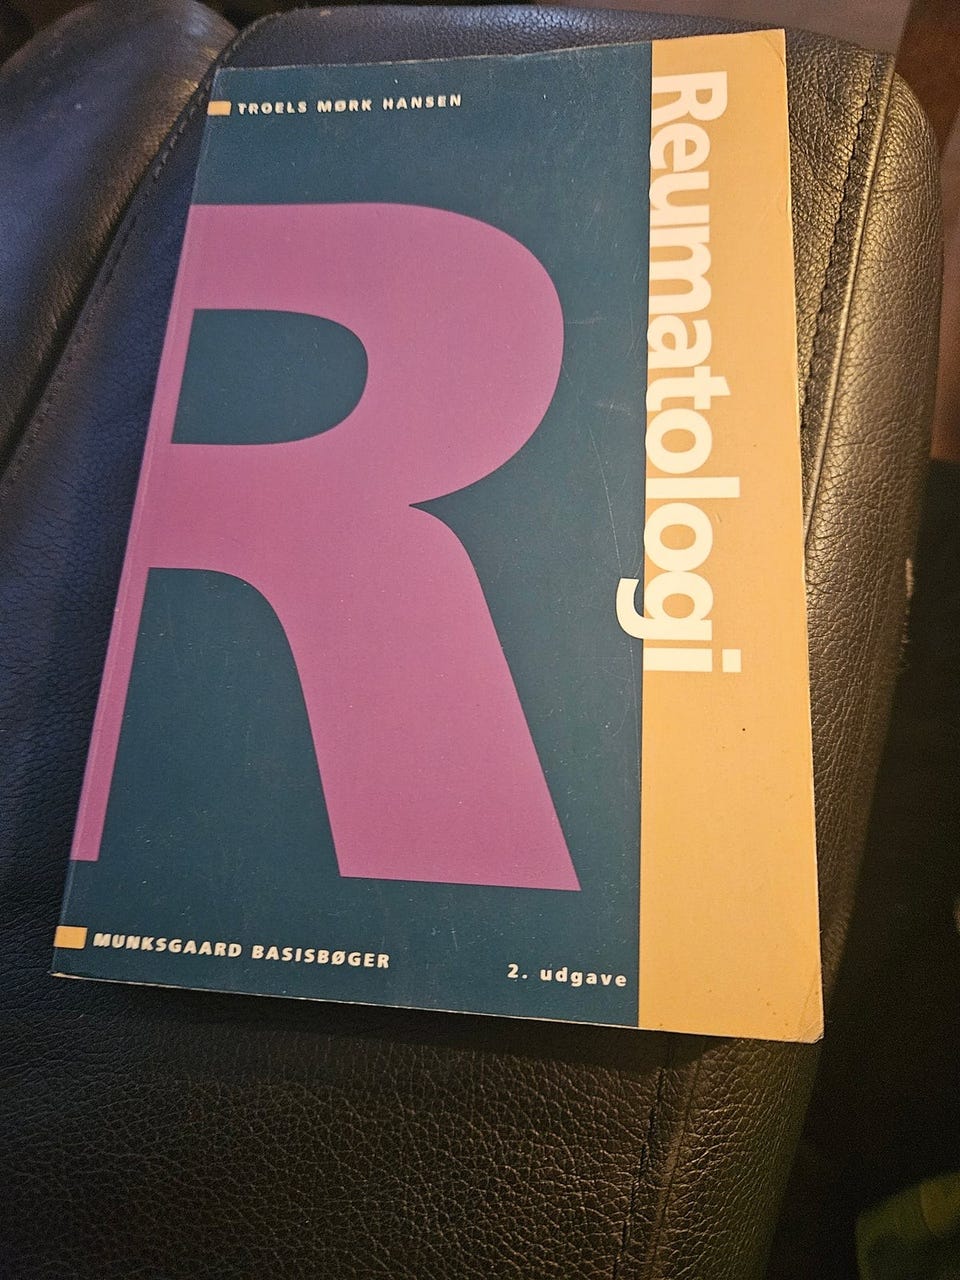 TROELS MØRK HANSEN
Reumatologi
R
MUNKSGAARD BASISBØGER
2. udgave